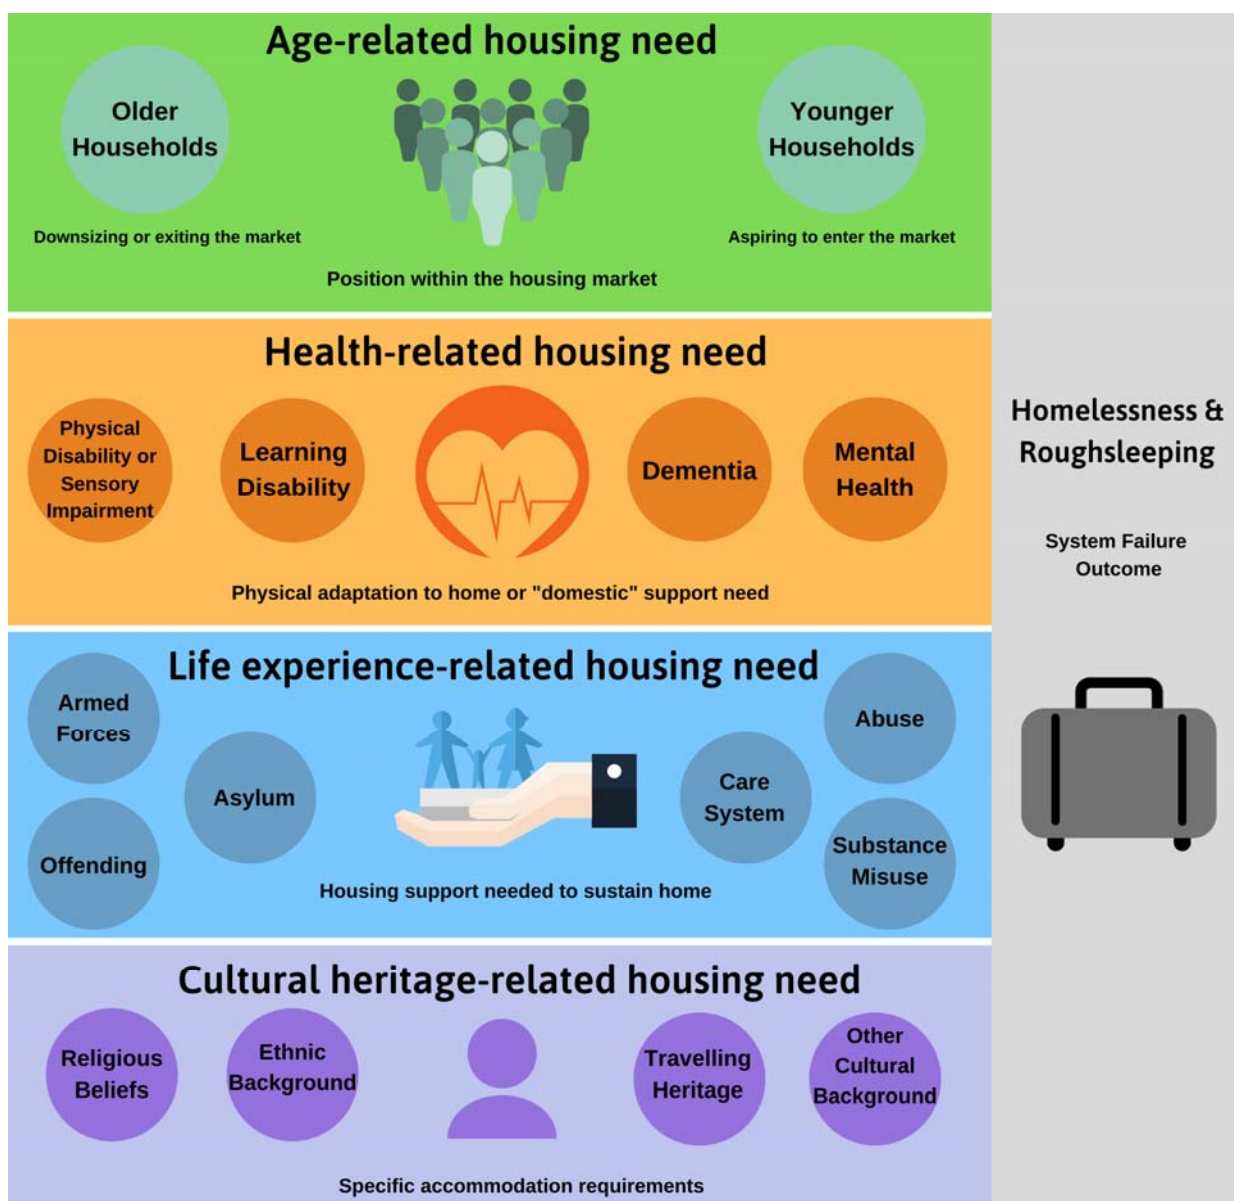 Age-related housing need
Older
Households
Younger
Households
Downsizing or exiting the market
Aspiring to enter the market
Position within the housing market
Health-related housing need
Physical
Disability or
Sensory
Impairment
Learning
Disability
Dementia
Mental
Health
Physical adaptation to home or "domestic" support need
Life experience-related housing need
Armed
Forces
Offending
Asylum
Care
System
Abuse
Substance
Misuse
Housing support needed to sustain home
Cultural heritage-related housing need
Religious
Beliefs
Ethnic
Background
Travelling
Heritage
Other
Cultural
Background
Specific accommodation requirements
Homelessness &
Roughsleeping
System Failure
Outcome